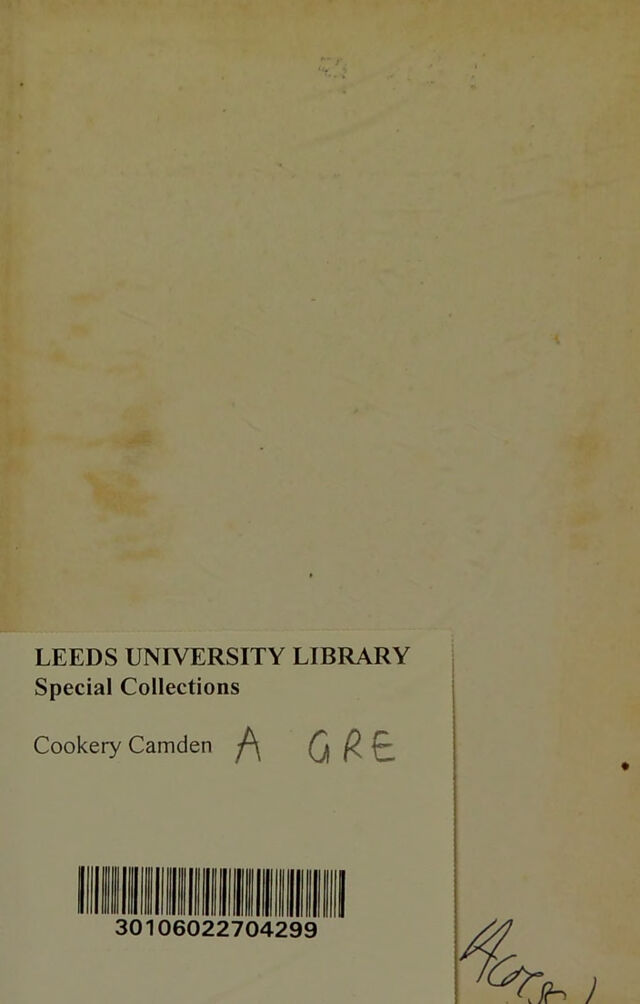 LEEDS UNIVERSITY LIBRARY
Special Collections
Cookery Camden A GRE
30106022704299